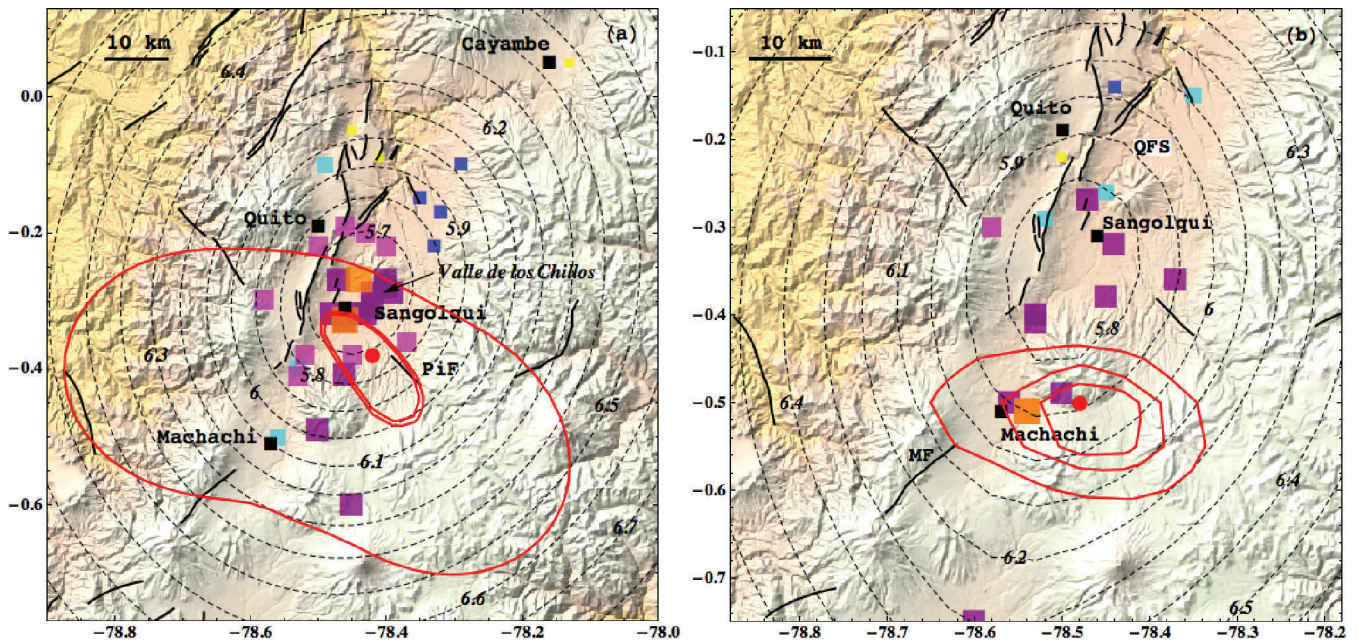 10 km
(a)
Cayambe
6.4
0.0
6.2
Quito
5.7
5.9
−0.2
Valle de los Chillos
Sangolqui
6.3
PiF
5.8
−0.4
6
6.5
Machachi
6.1
−0.6
6.7
6.6
−78.8
−78.6
−78.4
−78.2
−78.0
10 km
(b)
−0.1
Quito
5.9
QFS
6.3
−0.2
Sangolqui
−0.3
6.1
6
−0.4
5.8
6.4
−0.5
Machachi
MF
6.4
−0.6
6.2
−0.7
6.5
−78.8
−78.7
−78.6
−78.5
−78.4
−78.3
−78.2